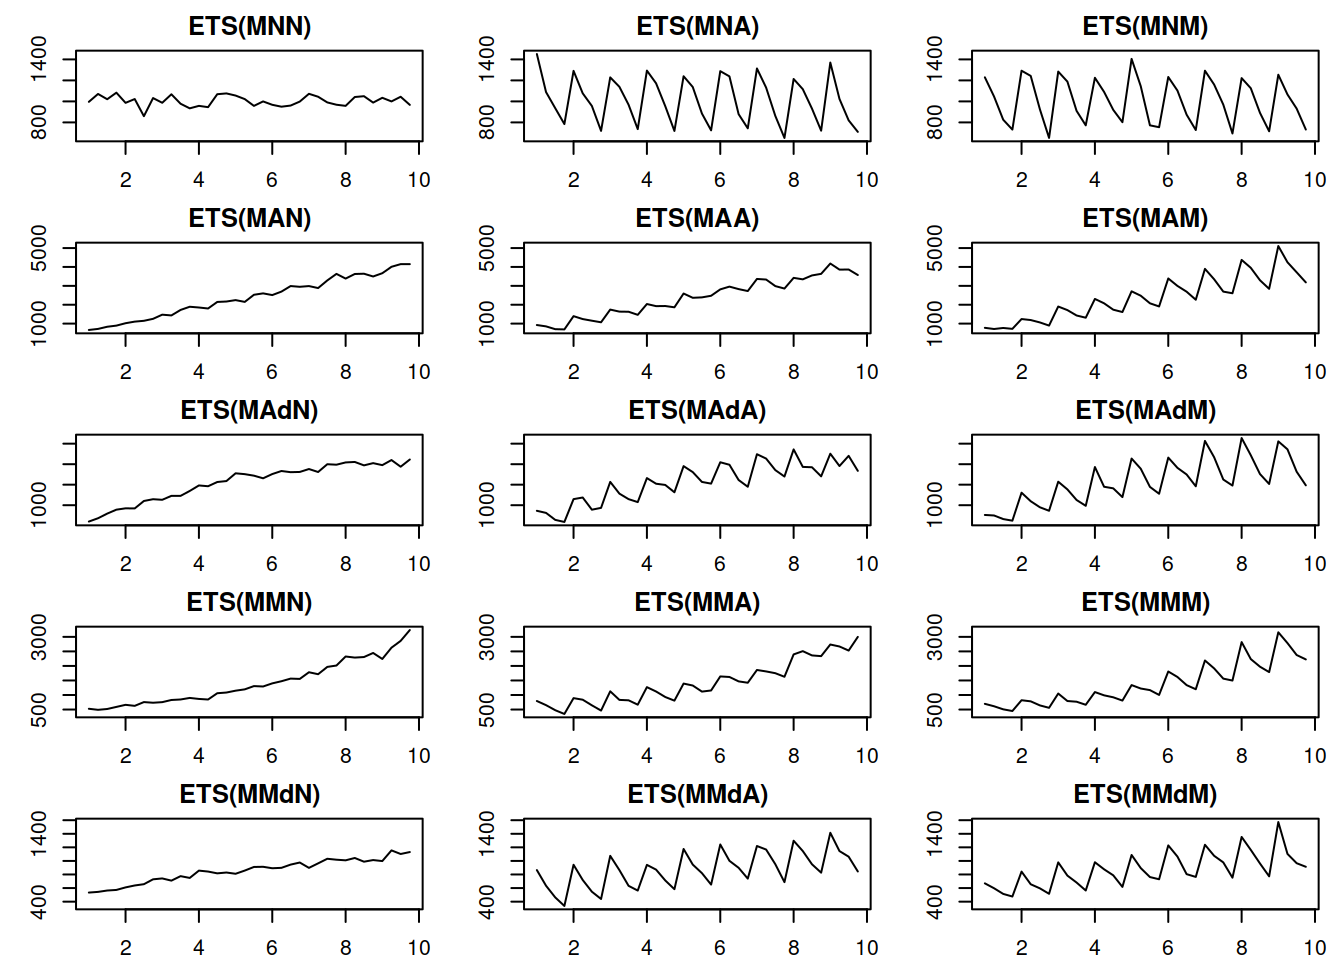 ETS(MNN) ETS(MNA) ETS(MNM)
1400 1400 1400
800 800 800
2 4 6 8 10 2 4 6 8 10 2 4 6 8 10
ETS(MAN) ETS(MAA) ETS(MAM)
5000 5000 5000
1000 1000 1000
2 4 6 8 10 2 4 6 8 10 2 4 6 8 10
ETS(MAdN) ETS(MAdA) ETS(MAdM)
1000 1000 1000
2 4 6 8 10 2 4 6 8 10 2 4 6 8 10
ETS(MMN) ETS(MMA) ETS(MMM)
3000 3000 3000
500 500 500
2 4 6 8 10 2 4 6 8 10 2 4 6 8 10
ETS(MMdN) ETS(MMdA) ETS(MMdM)
1400 1400 1400
400 400 400
2 4 6 8 10 2 4 6 8 10 2 4 6 8 10